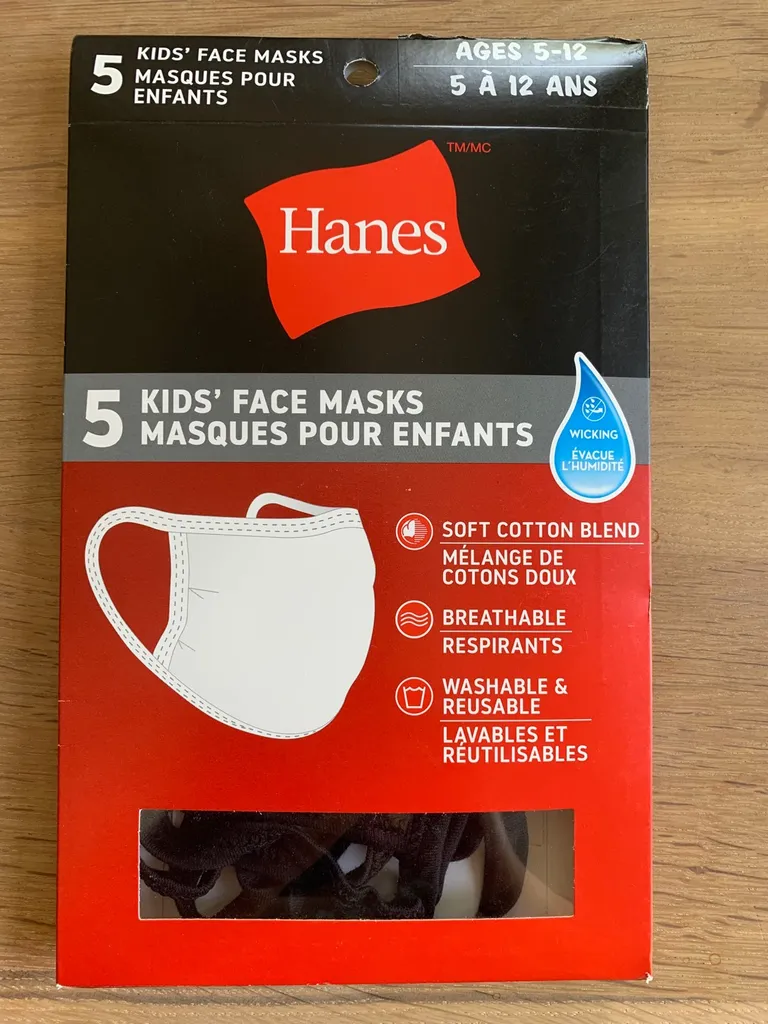 5 KIDS' FACE MASKS
MASQUES POUR
ENFANTS
AGES 5-12
5 À 12 ANS
TM/MC
Hanes
5 KIDS' FACE MASKS
MASQUES POUR ENFANTS
WICKING
ÉVACUE
L'HUMIDITÉ
SOFT COTTON BLEND
MÉLANGE DE
COTONS DOUX
BREATHABLE
RESPIRANTS
WASHABLE &
REUSABLE
LAVABLES ET
RÉUTILISABLES